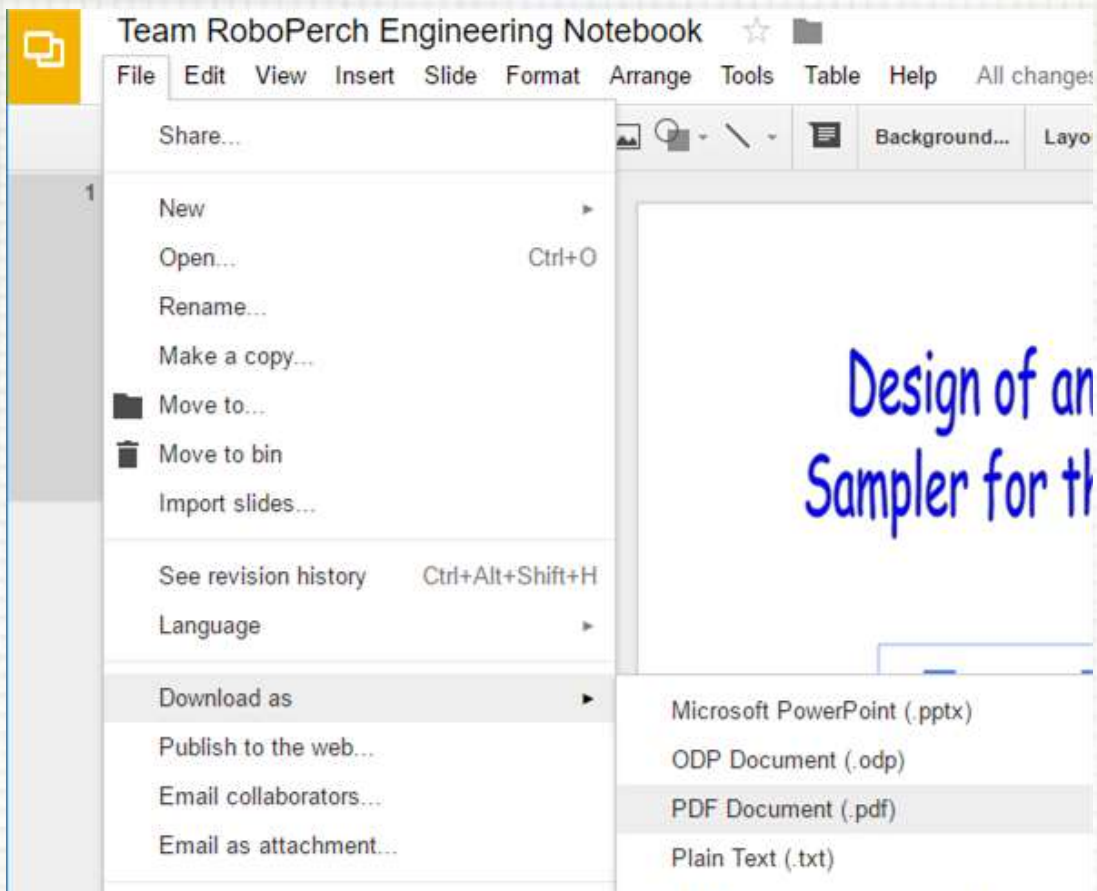 Team RoboPerch Engineering Notebook
File Edit View Insert Slide Format Arrange Tools Table Help All changes
Share...
Background... Layo
1
New
Open... Ctrl+O
Rename...
Make a copy...
Move to...
Move to bin
Import slides...
See revision history Ctrl+Alt+Shift+H
Language
Download as
Publish to the web...
Email collaborators...
Email as attachment...
Microsoft PowerPoint (.pptx)
ODP Document (.odp)
PDF Document (.pdf)
Plain Text (.txt)
Design of an
Sampler for th